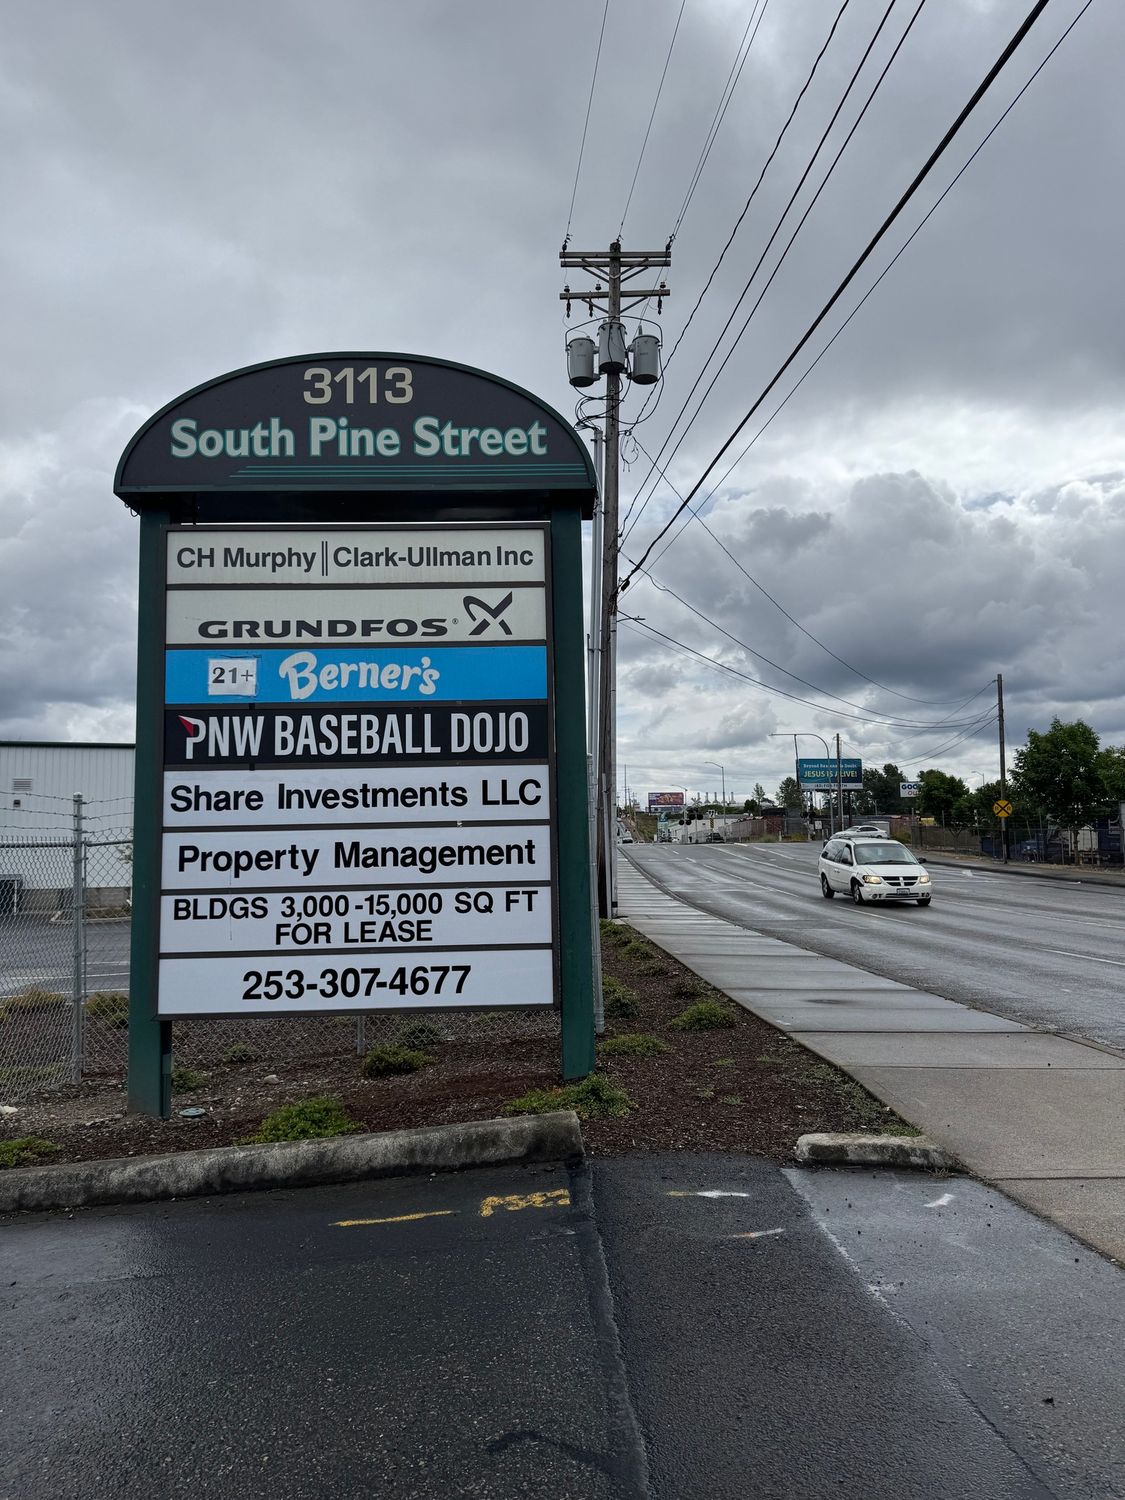 3113
South Pine Street
CH Murphy || Clark-Ullman Inc
GRUNDFOS®
21+ Berner's
PNW BASEBALL DOJO
Share Investments LLC
Property Management
BLDGS 3,000-15,000 SQ FT
FOR LEASE
253-307-4677
JESUS IS ALIVE!